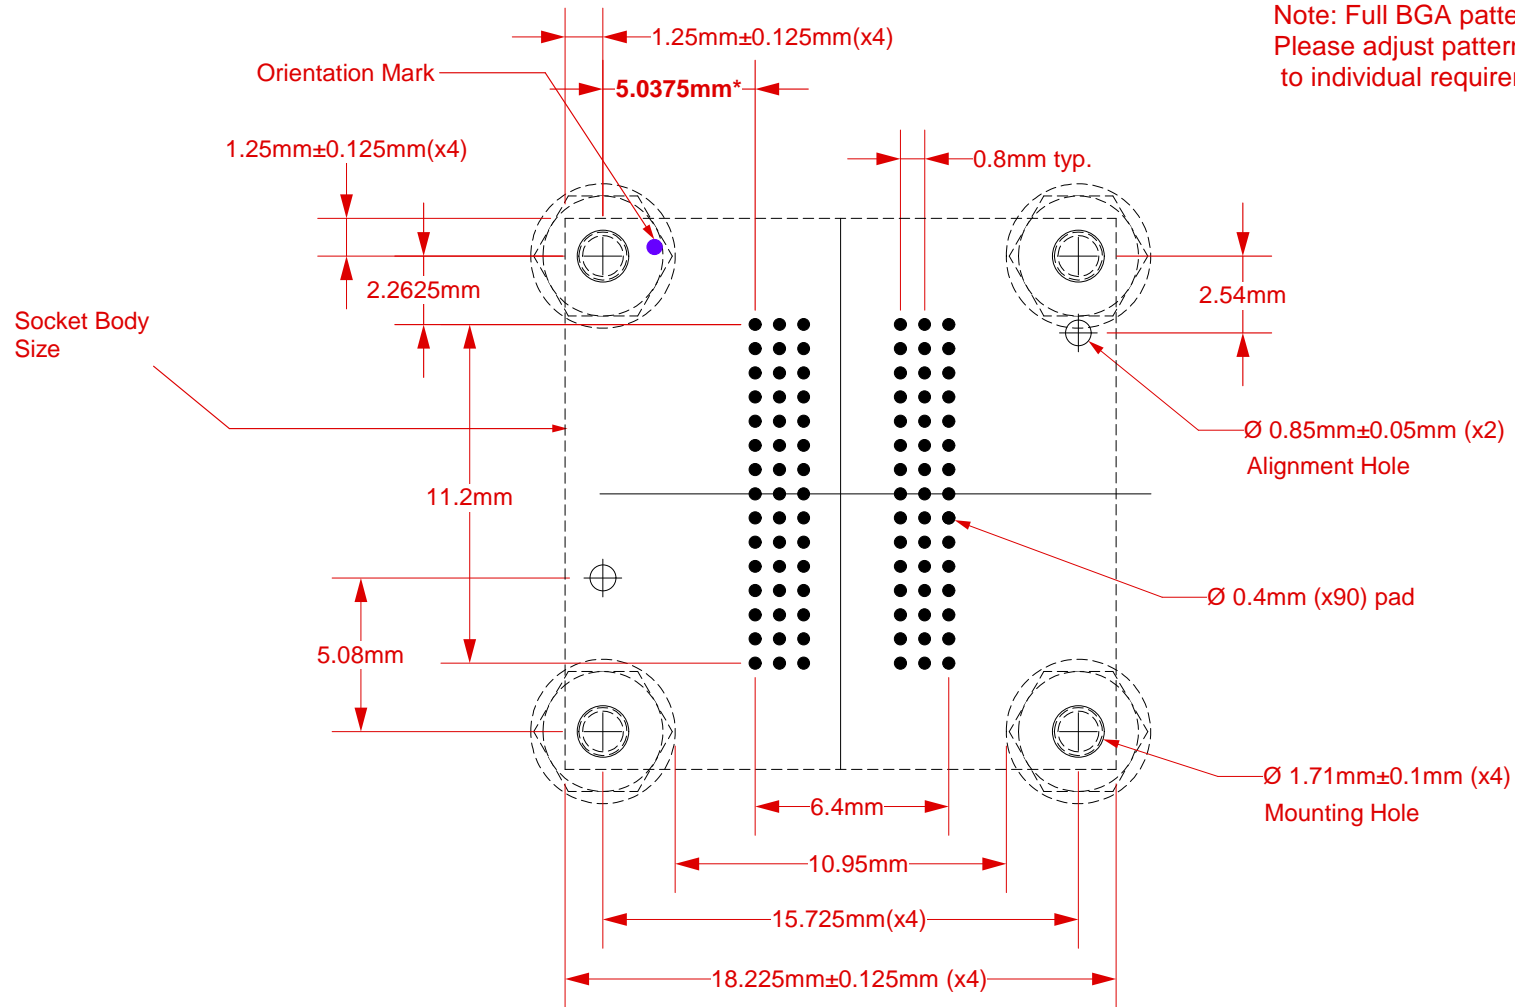 Note: Full BGA patte
Please adjust pattern
to individual requirer
1.25mm±0.125mm(x4)
Orientation Mark
5.0375mm*
1.25mm±0.125mm(x4)
0.8mm typ.
2.2625mm
2.54mm
Socket Body
Size
Ø 0.85mm±0.05mm (x2)
Alignment Hole
11.2mm
Ø 0.4mm (x90) pad
5.08mm
Ø 1.71mm±0.1mm (x4)
Mounting Hole
6.4mm
10.95mm
15.725mm(x4)
18.225mm±0.125mm (x4)